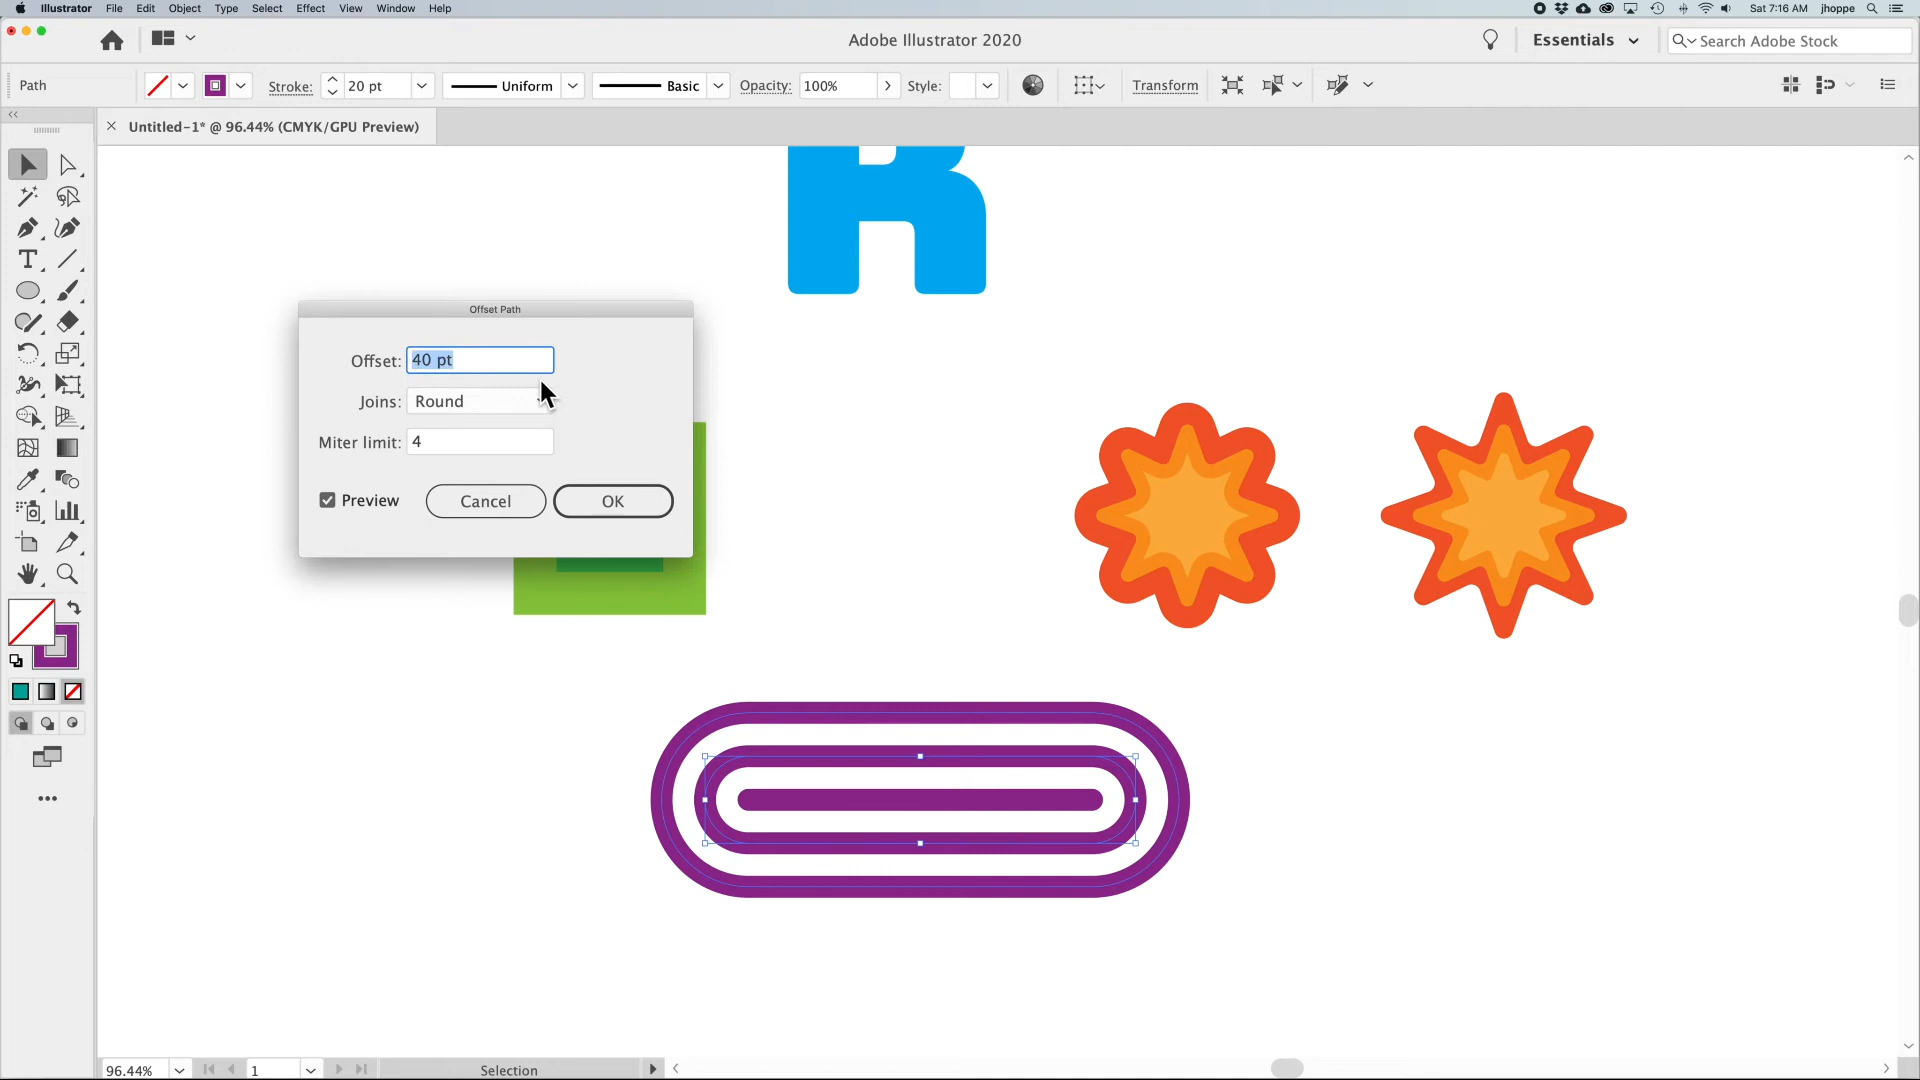 Illustrator File Edit Object Type Select Effect View Window Help Sat 7:16 AM jhoppe
Adobe Illustrator 2020 Essentials Search Adobe Stock
Path Stroke: 20 pt Uniform Basic Opacity: 100% Style: Transform
Untitled-1* @ 96.44% (CMYK/GPU Preview)
R
Offset Path
Offset: 40 pt
Joins: Round
Miter limit: 4
Preview Cancel OK
96.44% 1 Selection